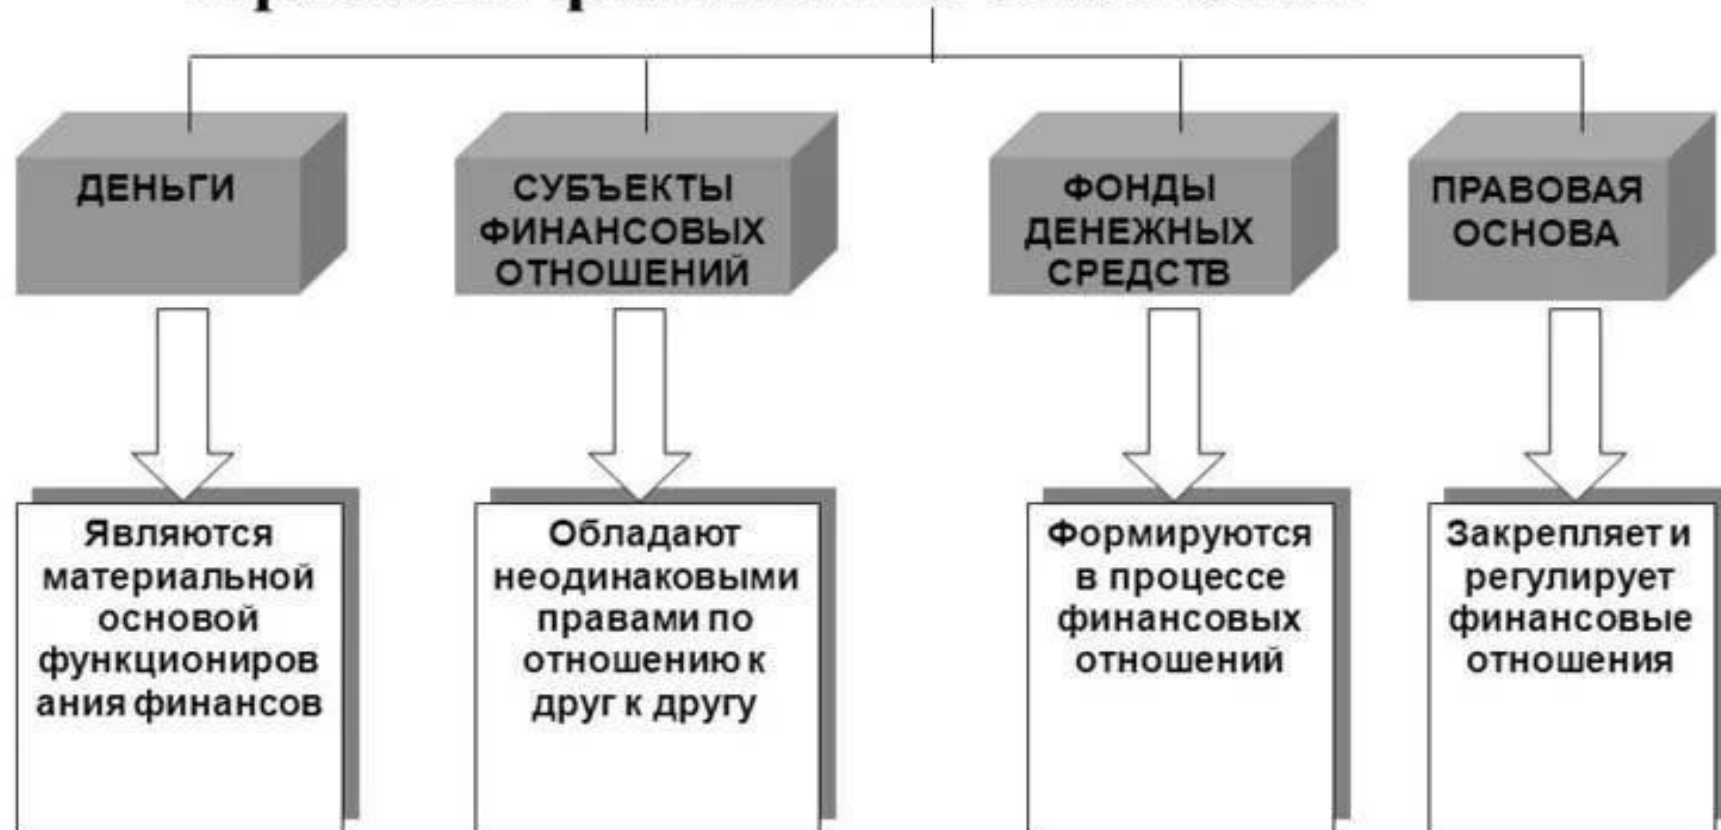 ДЕНЬГИ
СУБЪЕКТЫ
ФИНАНСОВЫХ
ОТНОШЕНИЙ
ФОНДЫ
ДЕНЕЖНЫХ
СРЕДСТВ
ПРАВОВАЯ
ОСНОВА
Являются
материальной
основой
функциониров
ания финансов
Обладают
неодинаковыми
правами по
отношению к
друг к другу
Формируются
в процессе
финансовых
отношений
Закрепляет и
регулирует
финансовые
отношения